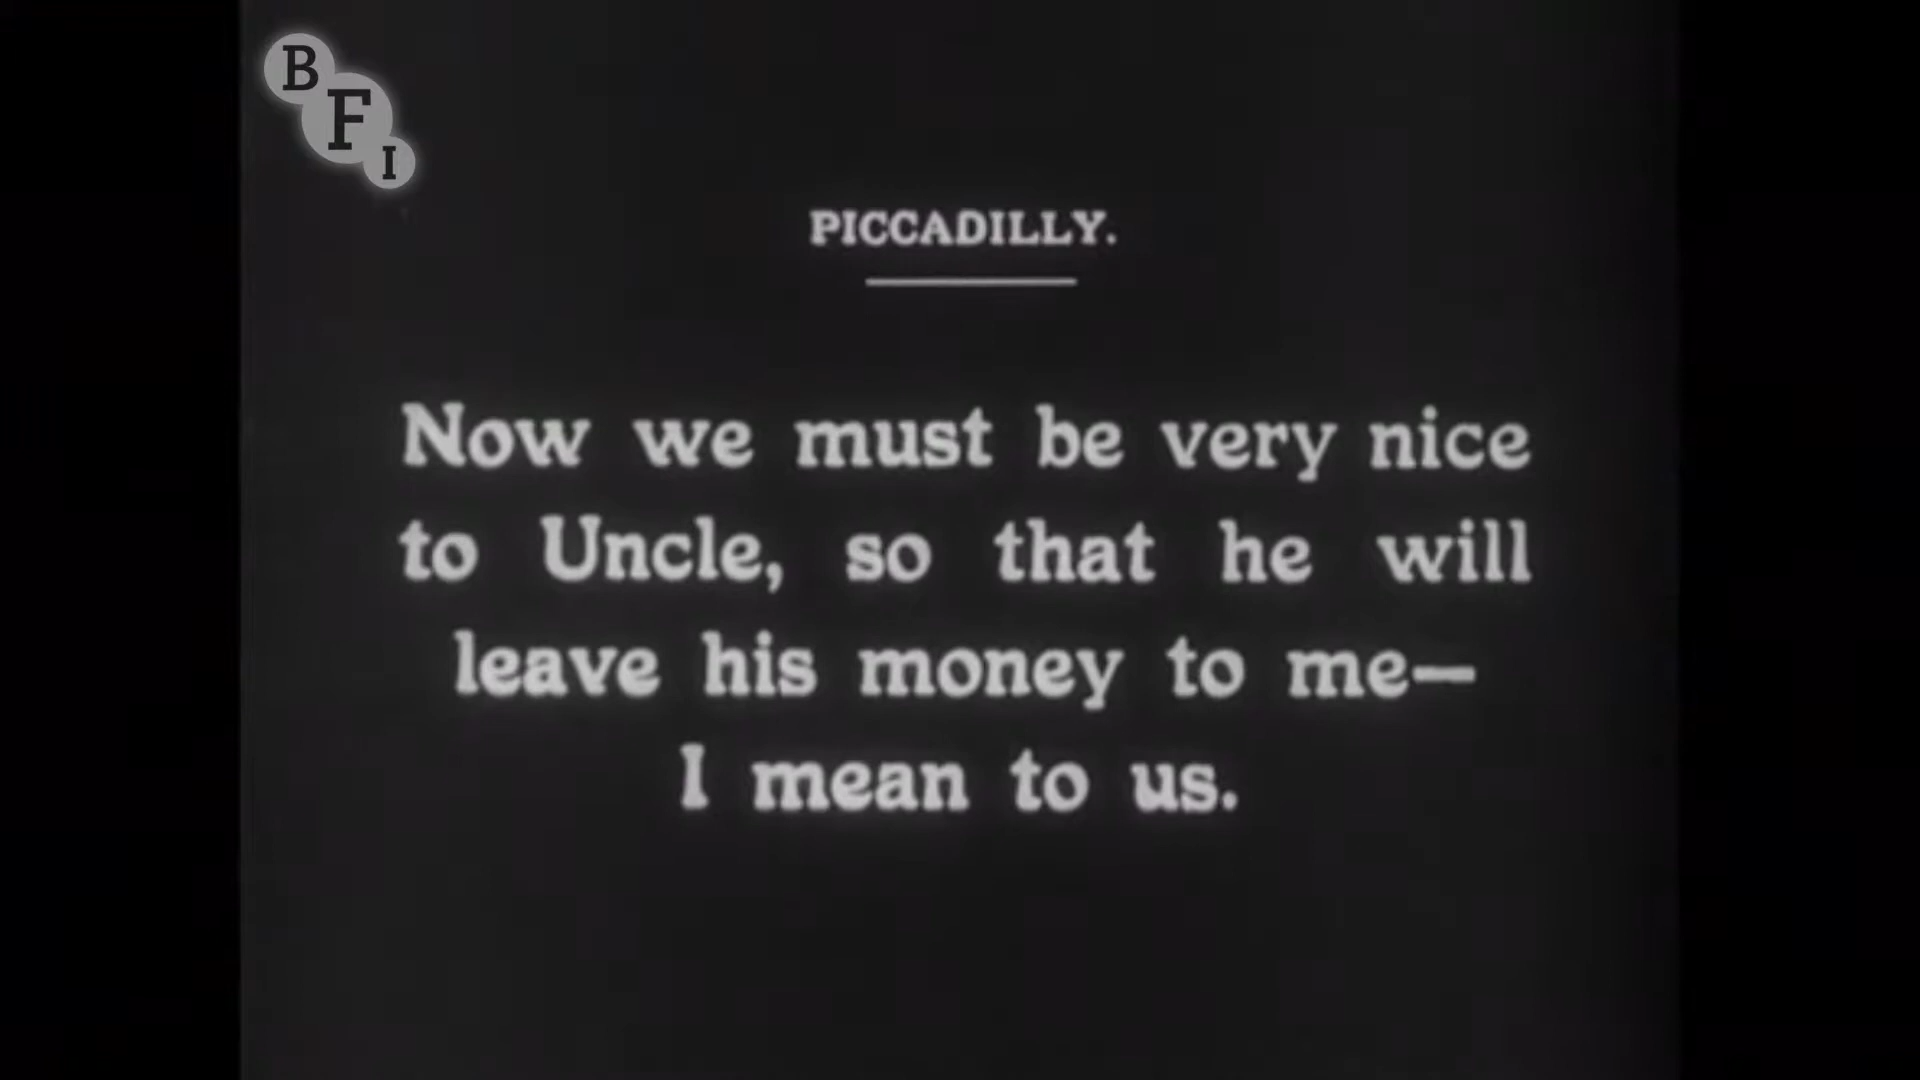 BFI
PICCADILLY.
Now we must be very nice
to Uncle, so that he will
leave his money to me—
I mean to us.